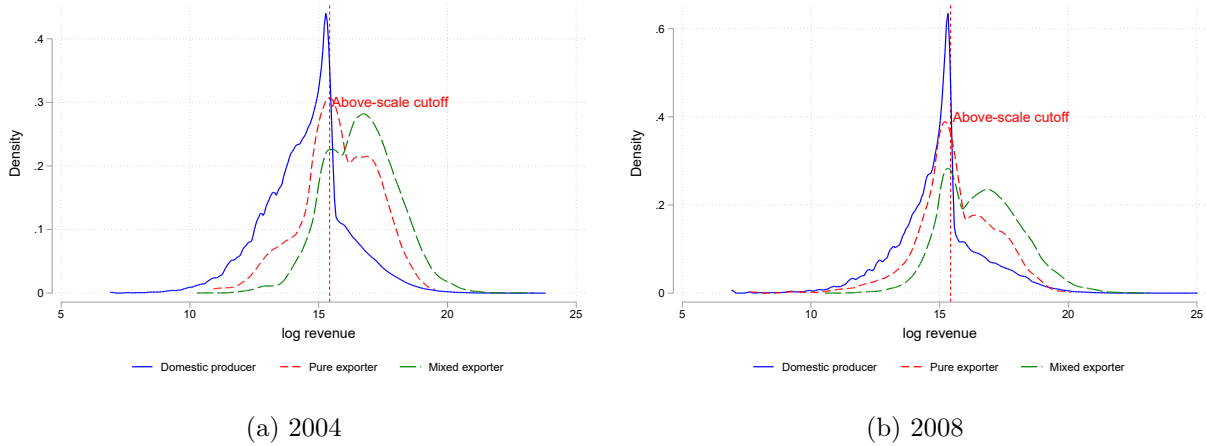 .4
.3
.2
.1
0
Density
Above-scale cutoff
5 10 15 20 25
log revenue
Domestic producer Pure exporter Mixed exporter
(a) 2004
.6
.4
.2
0
Density
Above-scale cutoff
5 10 15 20 25
log revenue
Domestic producer Pure exporter Mixed exporter
(b) 2008